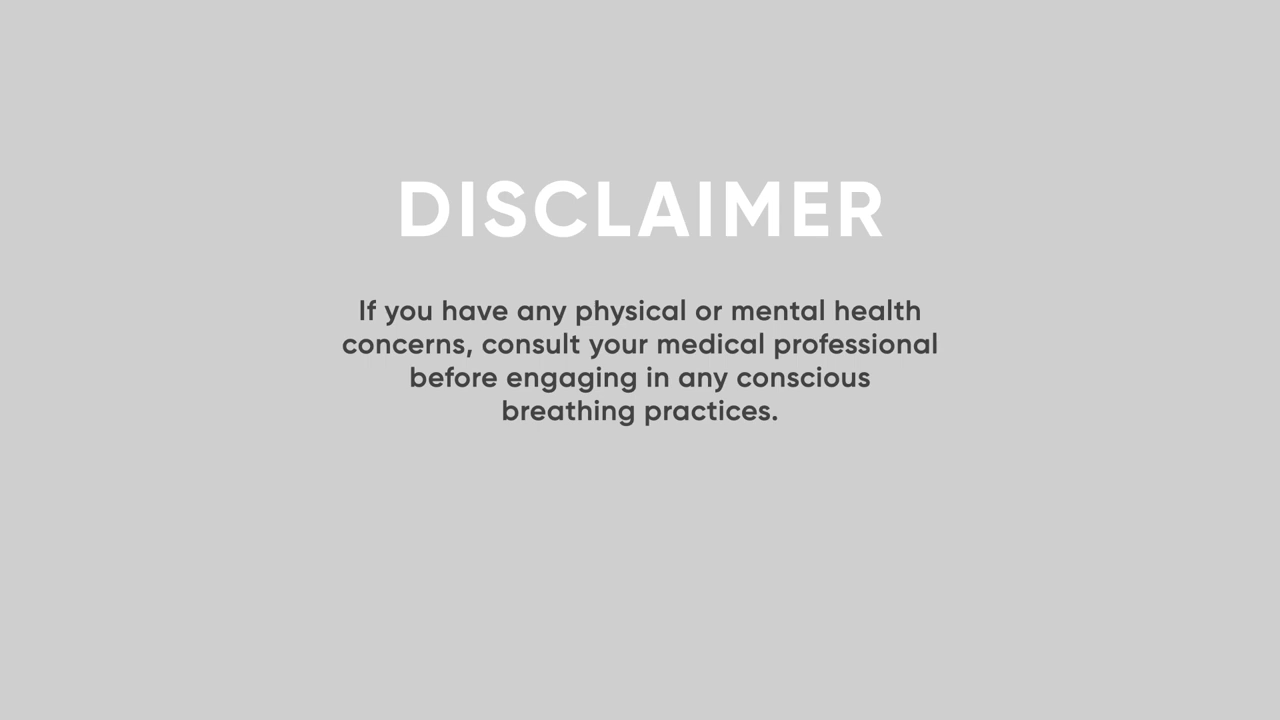 DISCLAIMER
If you have any physical or mental health
concerns, consult your medical professional
before engaging in any conscious
breathing practices.